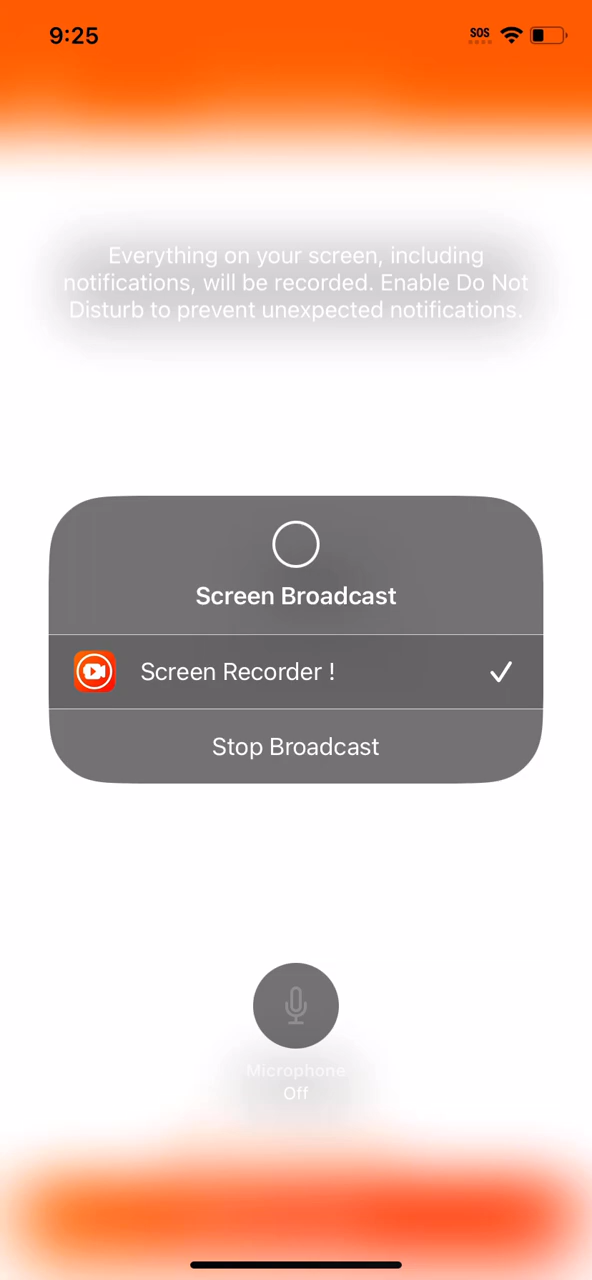 9:25
SOS
Everything on your screen, including
notifications, will be recorded. Enable Do Not
Disturb to prevent unexpected notifications.
Screen Broadcast
Screen Recorder !
Stop Broadcast
Microphone
Off